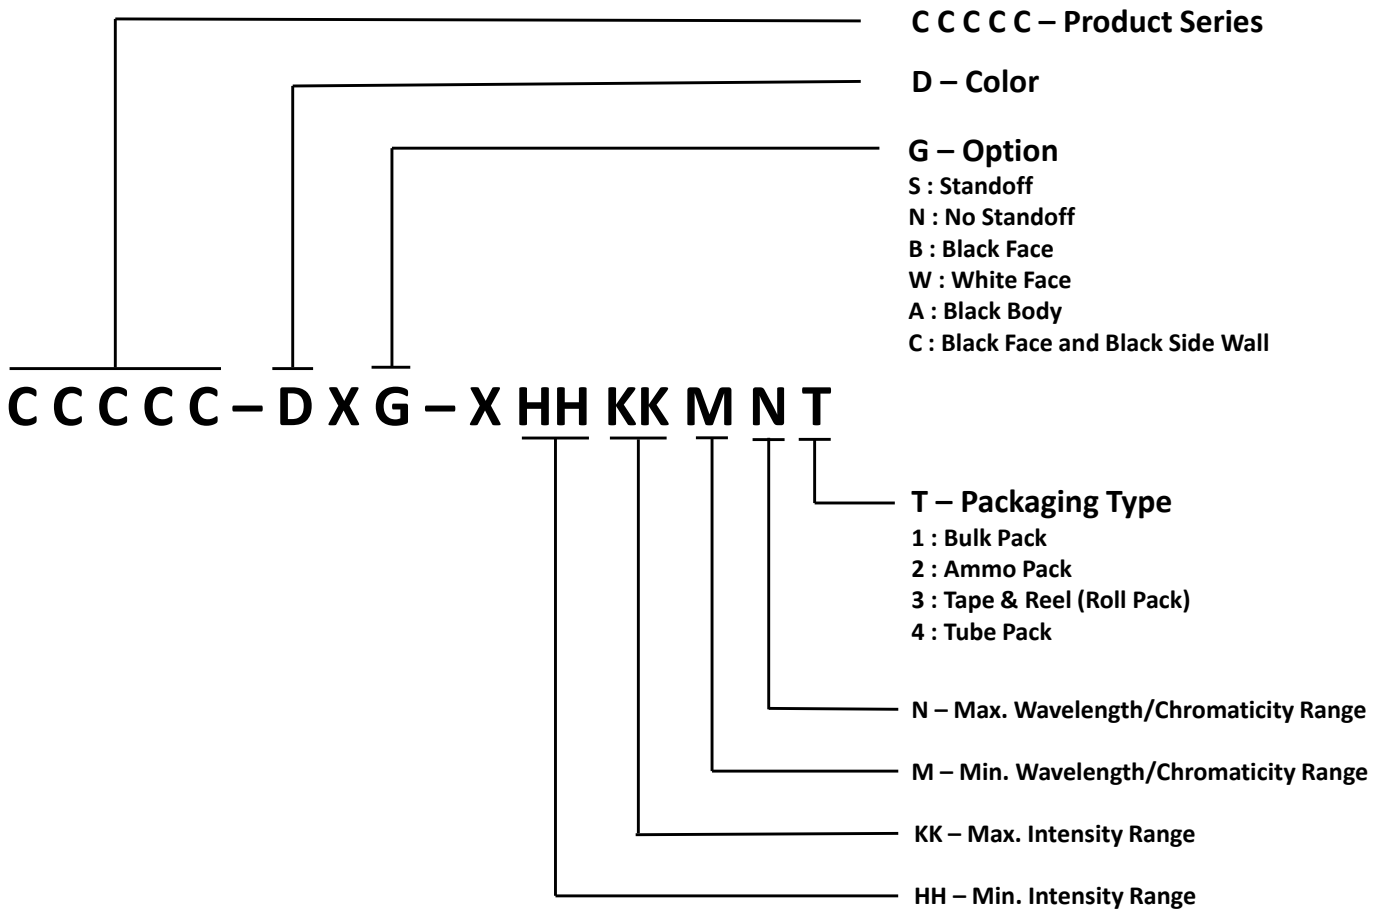 C C C C C – Product Series
D – Color
G – Option
S : Standoff
N : No Standoff
B : Black Face
W : White Face
A : Black Body
C : Black Face and Black Side Wall
C C C C C – D X G – X HH KK M N T
T – Packaging Type
1 : Bulk Pack
2 : Ammo Pack
3 : Tape & Reel (Roll Pack)
4 : Tube Pack
N – Max. Wavelength/Chromaticity Range
M – Min. Wavelength/Chromaticity Range
KK – Max. Intensity Range
HH – Min. Intensity Range